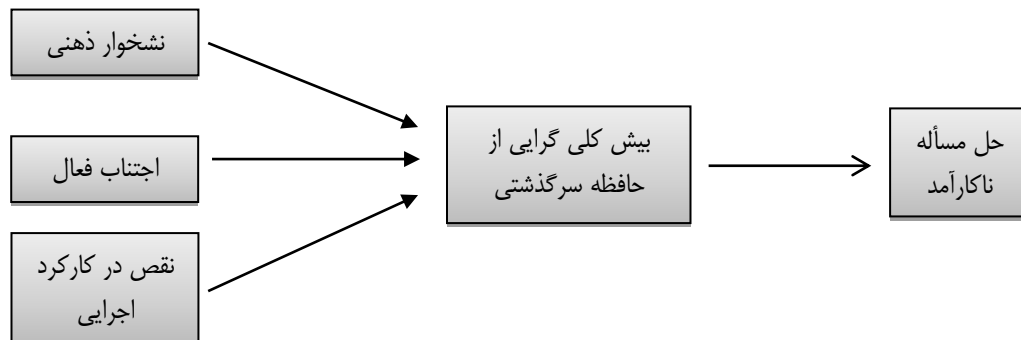 نشخوار ذهنی
اجتناب فعال
نقص در کارکرد
اجرایی
بیش کلی گرایی از
حافظه سرگذشتی
حل مسأله
ناکارآمد